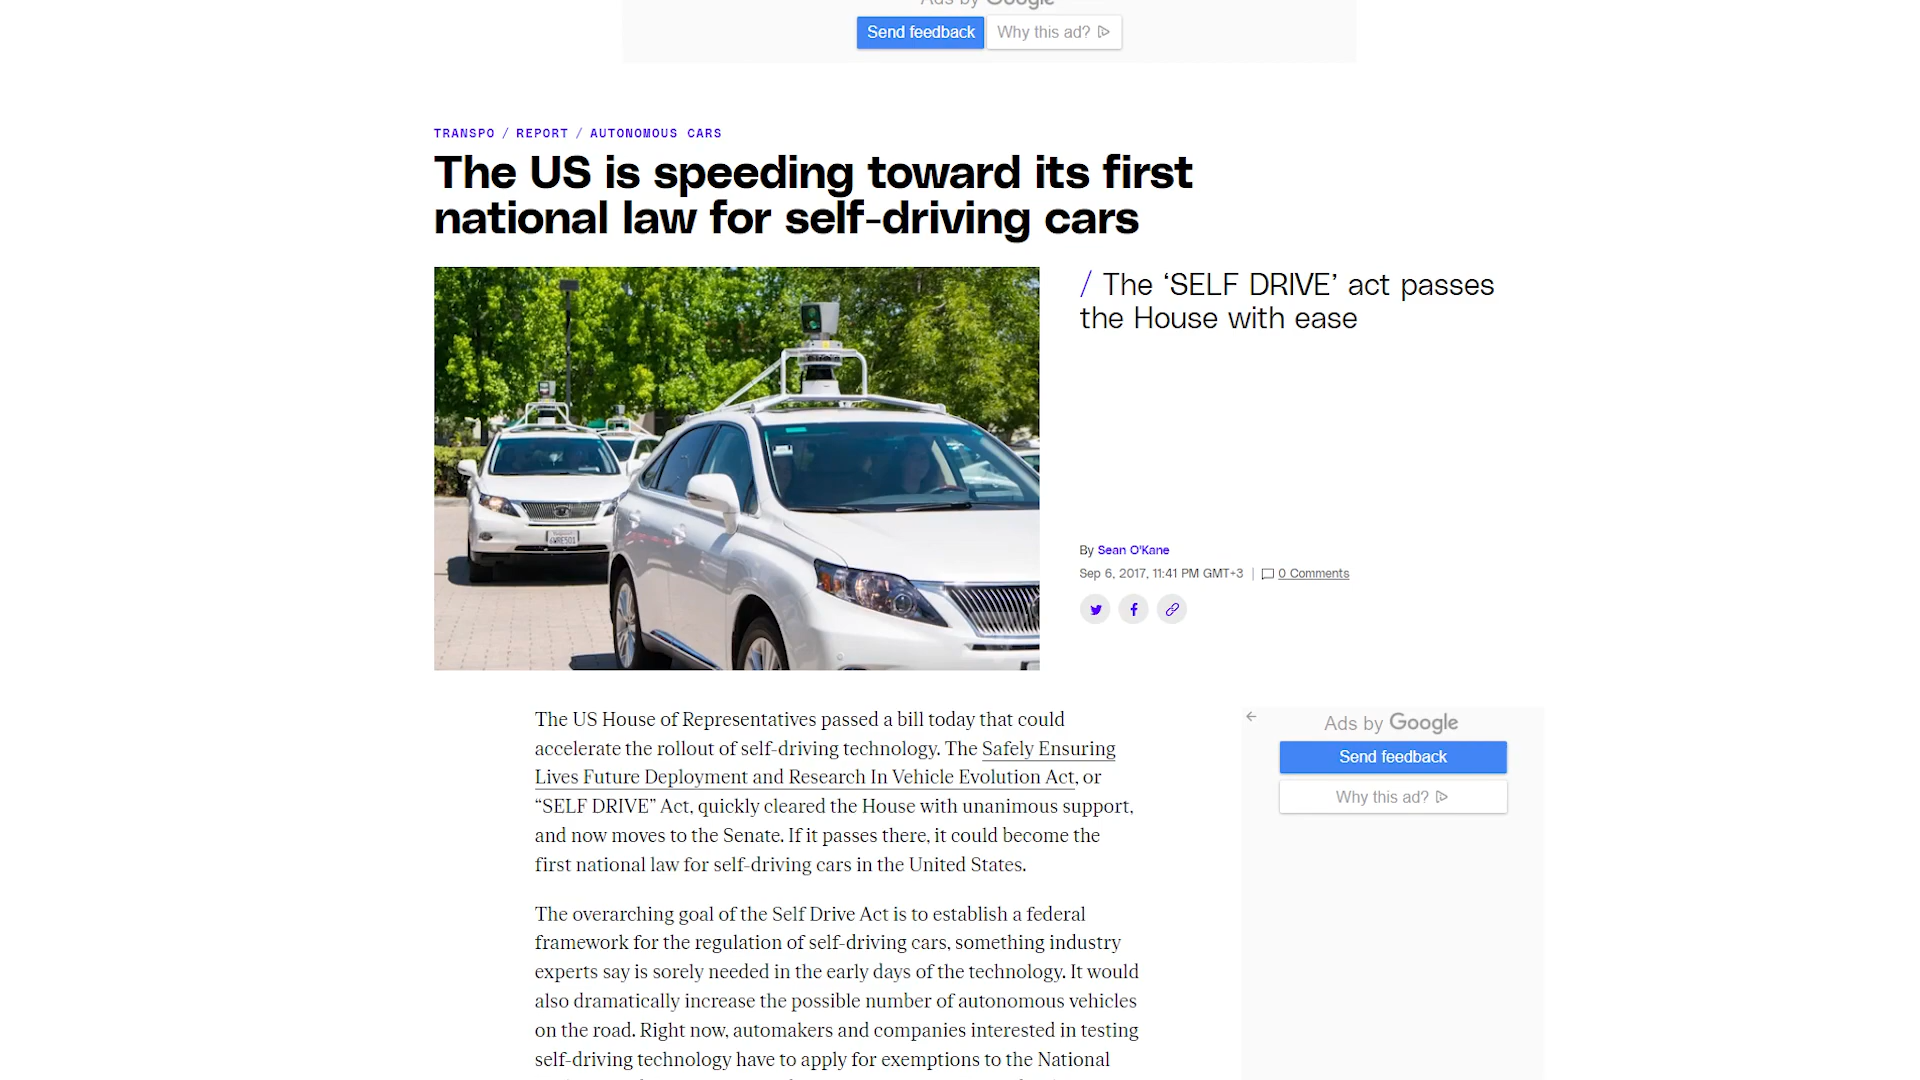 Ads by Google
Send feedback
Why this ad?
TRANSPO / REPORT / AUTONOMOUS CARS
The US is speeding toward its first
national law for self-driving cars
/ The ‘SELF DRIVE’ act passes
the House with ease
By Sean O'Kane
Sep 6, 2017, 11:41 PM GMT+3 | 0 Comments
The US House of Representatives passed a bill today that could
accelerate the rollout of self-driving technology. The Safely Ensuring
Lives Future Deployment and Research In Vehicle Evolution Act, or
“SELF DRIVE” Act, quickly cleared the House with unanimous support,
and now moves to the Senate. If it passes there, it could become the
first national law for self-driving cars in the United States.
The overarching goal of the Self Drive Act is to establish a federal
framework for the regulation of self-driving cars, something industry
experts say is sorely needed in the early days of the technology. It would
also dramatically increase the possible number of autonomous vehicles
on the road. Right now, automakers and companies interested in testing
self-driving technology have to apply for exemptions to the National
Ads by Google
Send feedback
Why this ad?